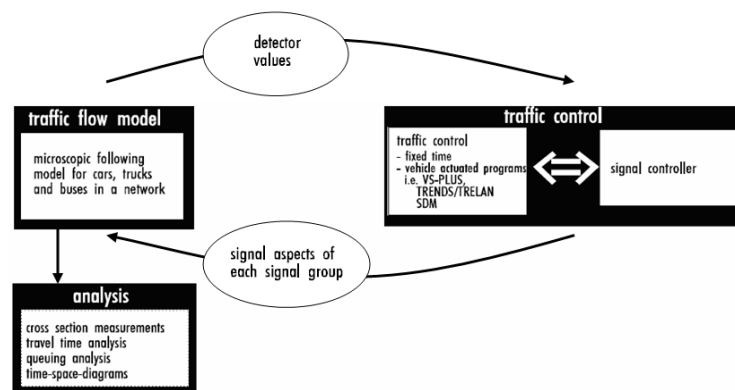 detector
values
traffic flow model
microscopic following
model for cars, trucks
and buses in a network
traffic control
traffic control
- fixed time
- vehicle actuated programs
i.e. VS-PLUS,
TRENDS/TRELAN
SDM
signal controller
signal aspects of
each signal group
analysis
cross section measurements
travel time analysis
queuing analysis
time-space-diagrams